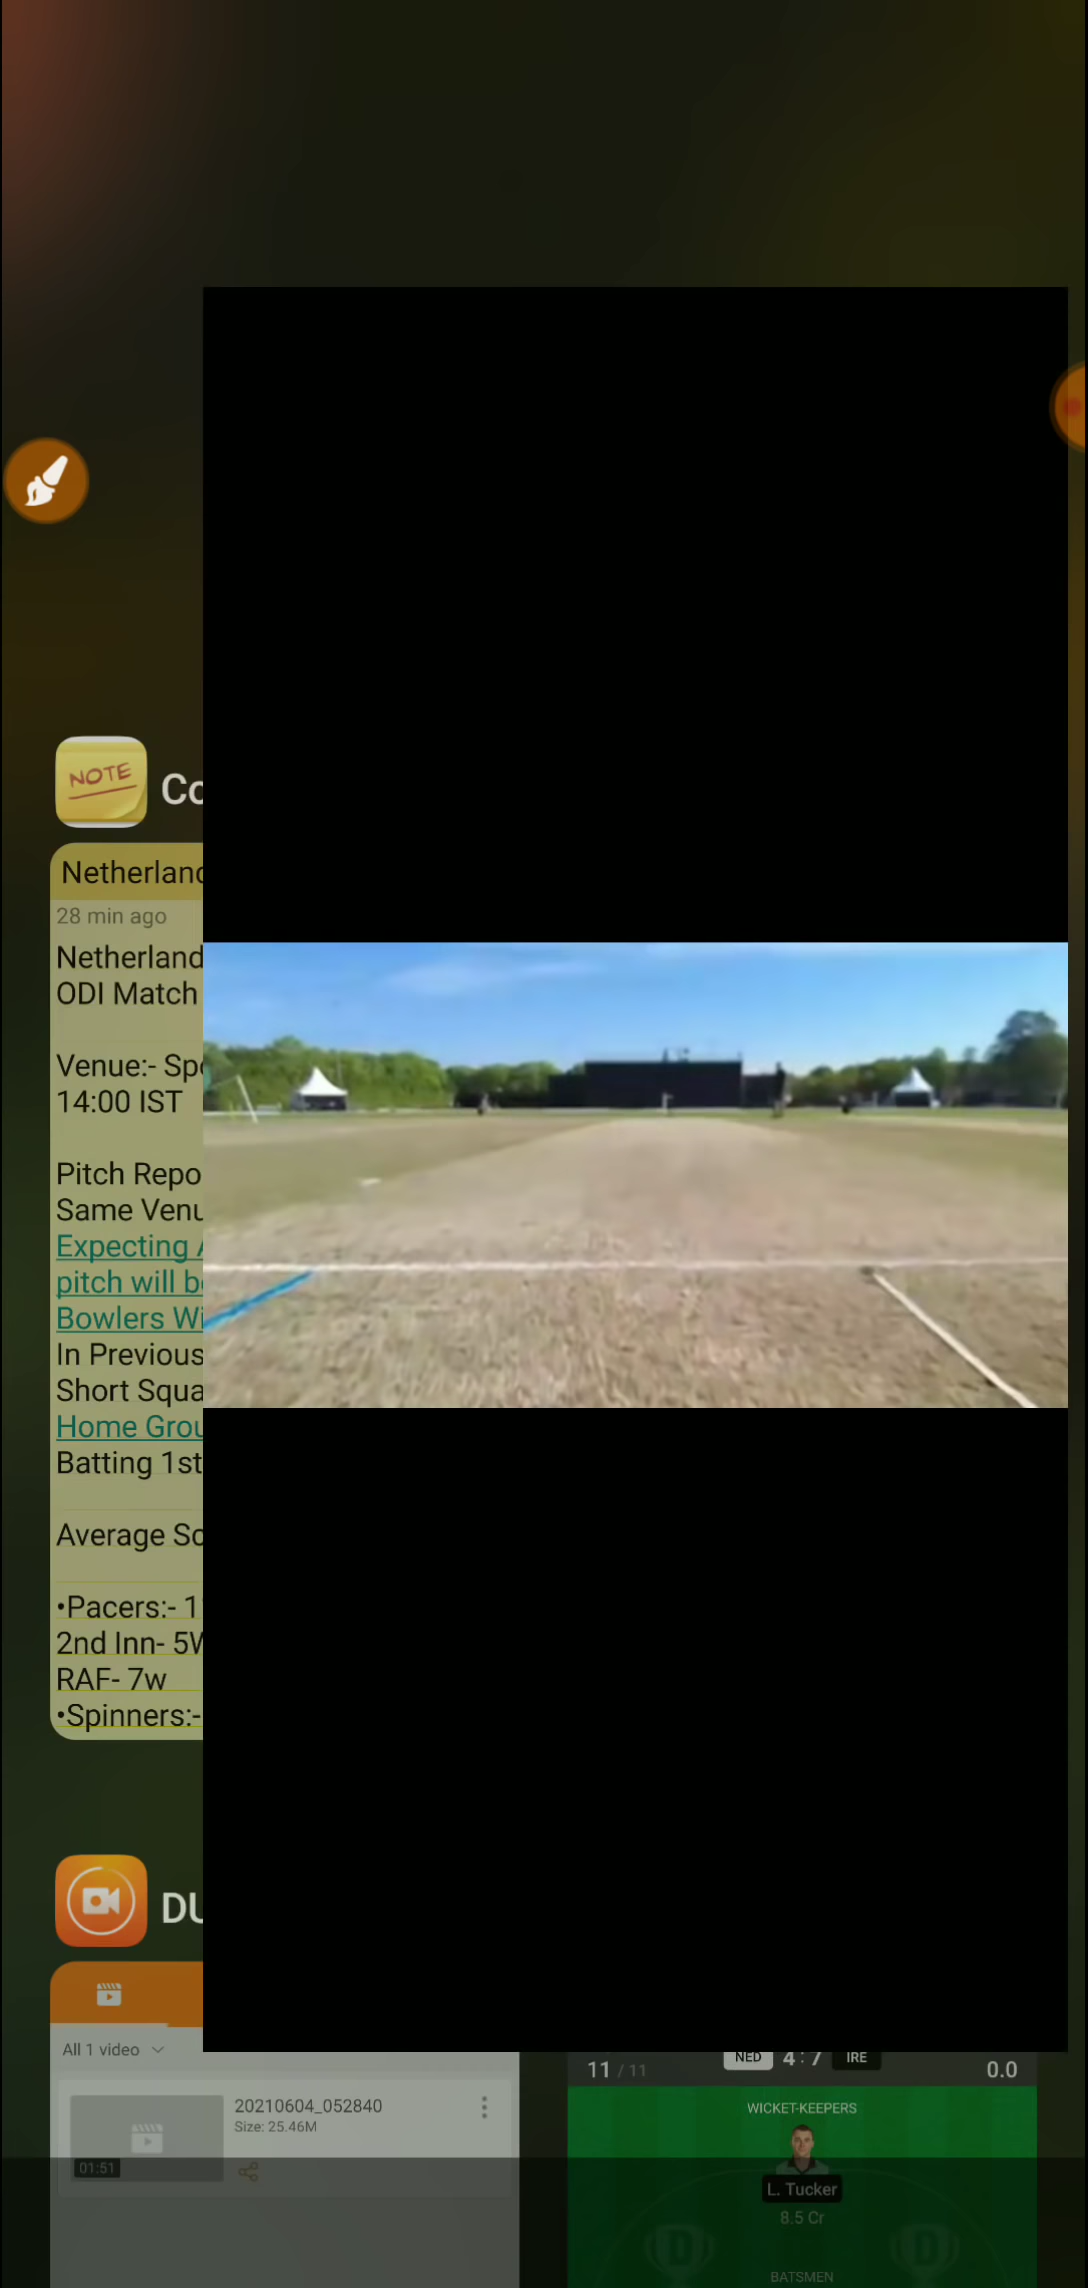 NOTE
Co
Netherland
28 min ago
Netherland
ODI Match
Venue:- Spo
14:00 IST
Pitch Repo
Same Venu
Expecting A
pitch will be
Bowlers Wi
In Previous
Short Squa
Home Grou
Batting 1st
Average Sc
•Pacers:- 1
2nd Inn- 5W
RAF- 7w
•Spinners:-
DU
All 1 video
20210604_052840
Size: 25.46M
01:51
11 / 11
NED 4 : 7 IRE
0.0
WICKET-KEEPERS
L. Tucker
8.5 Cr
D D
BATSMEN